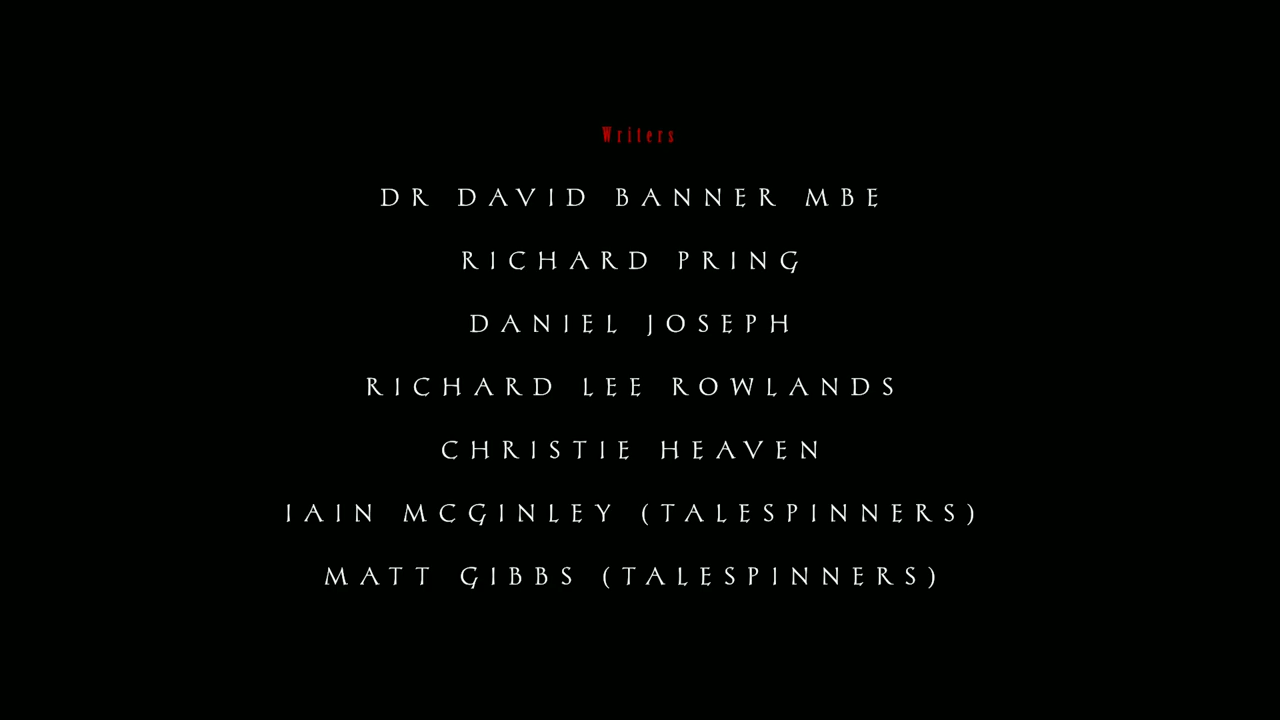 Writers
DR DAVID BANNER MBE
RICHARD PRING
DANIEL JOSEPH
RICHARD LEE ROWLANDS
CHRISTIE HEAVEN
IAIN MCGINLEY (TALESPINNERS)
MATT GIBBS (TALESPINNERS)